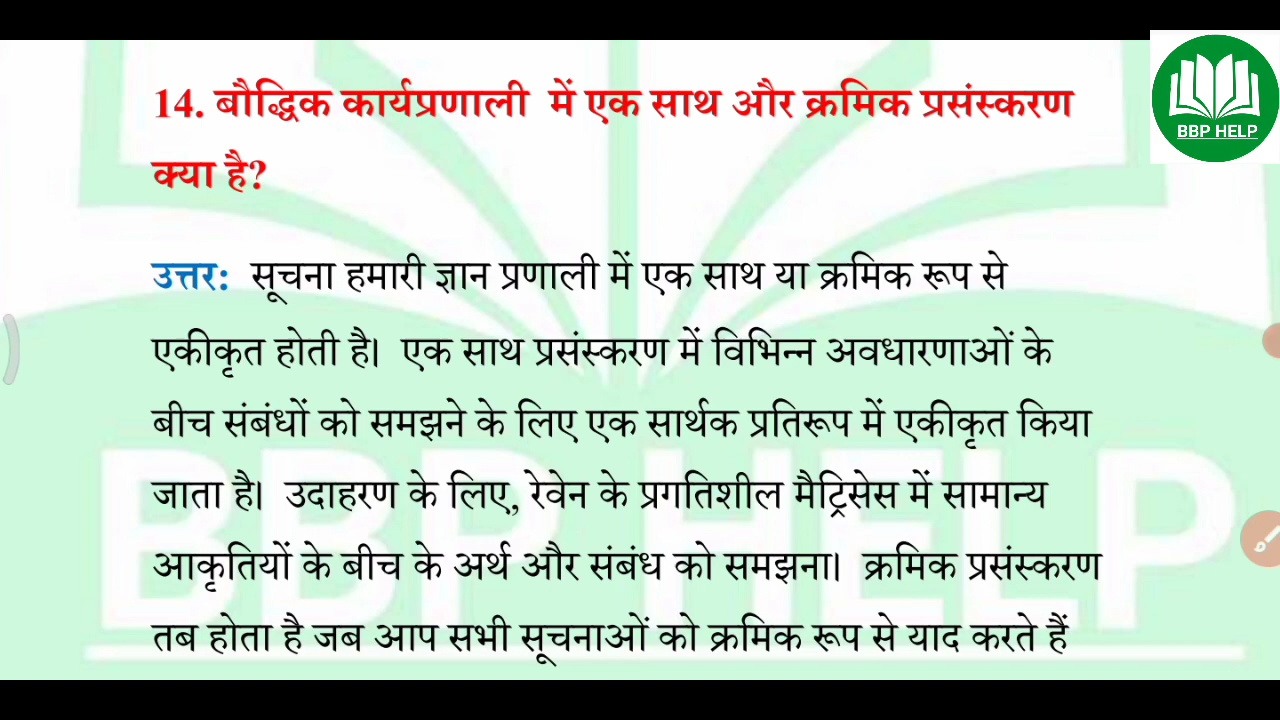 14. बौद्धिक कार्यप्रणाली में एक साथ और क्रमिक प्रसंस्करण
क्या है?
उत्तर: सूचना हमारी ज्ञान प्रणाली में एक साथ या क्रमिक रूप से
एकीकृत होती है। एक साथ प्रसंस्करण में विभिन्न अवधारणाओं के
बीच संबंधों को समझने के लिए एक सार्थक प्रतिरूप में एकीकृत किया
जाता है। उदाहरण के लिए, रेवेन के प्रगतिशील मैट्रिसेस में सामान्य
आकृतियों के बीच के अर्थ और संबंध को समझना। क्रमिक प्रसंस्करण
तब होता है जब आप सभी सूचनाओं को क्रमिक रूप से याद करते हैं
BBP HELP
BBP HELP